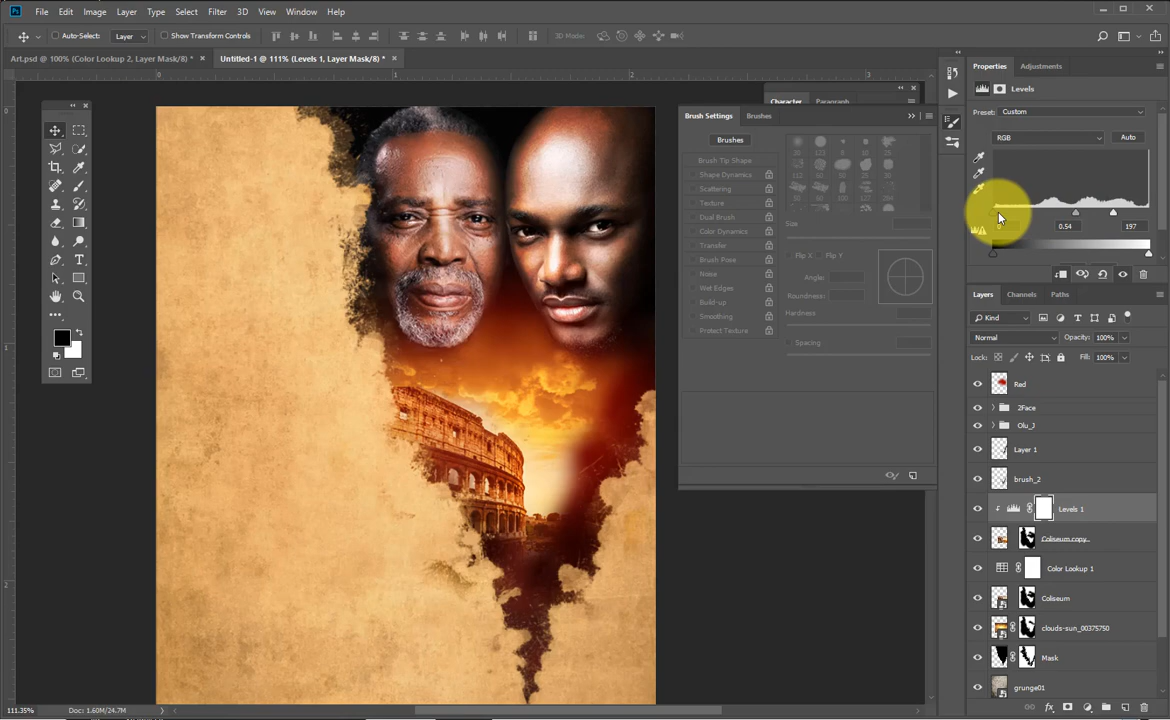 Ps File Edit Image Layer Type Select Filter 3D View Window Help
Auto-Select: Layer Show Transform Controls 3D Mode:
Art.psd @ 100% (Color Lookup 2, Layer Mask/8) * × Untitled-1 @ 111% (Levels 1, Layer Mask/8) * ×
0 1 2 3
Character Paragraph
Brush Settings Brushes
Brushes
Brush Tip Shape
Shape Dynamics
Scattering
Texture
Dual Brush
Color Dynamics
Transfer
Brush Pose
Noise
Wet Edges
Build-up
Smoothing
Protect Texture
Size
Flip X Flip Y
Angle:
Roundness:
Hardness
Spacing
Properties Adjustments
Levels
Preset: Custom
RGB Auto
0.54 197
Layers Channels Paths
Kind
Normal Opacity: 100%
Lock: Fill: 100%
Red
2Face
Olu_J
Layer 1
brush_2
Levels 1
Coliseum copy
Color Lookup 1
Coliseum
clouds-sun_00375750
Mask
grunge01
111.35% Doc: 1.60M/24.7M